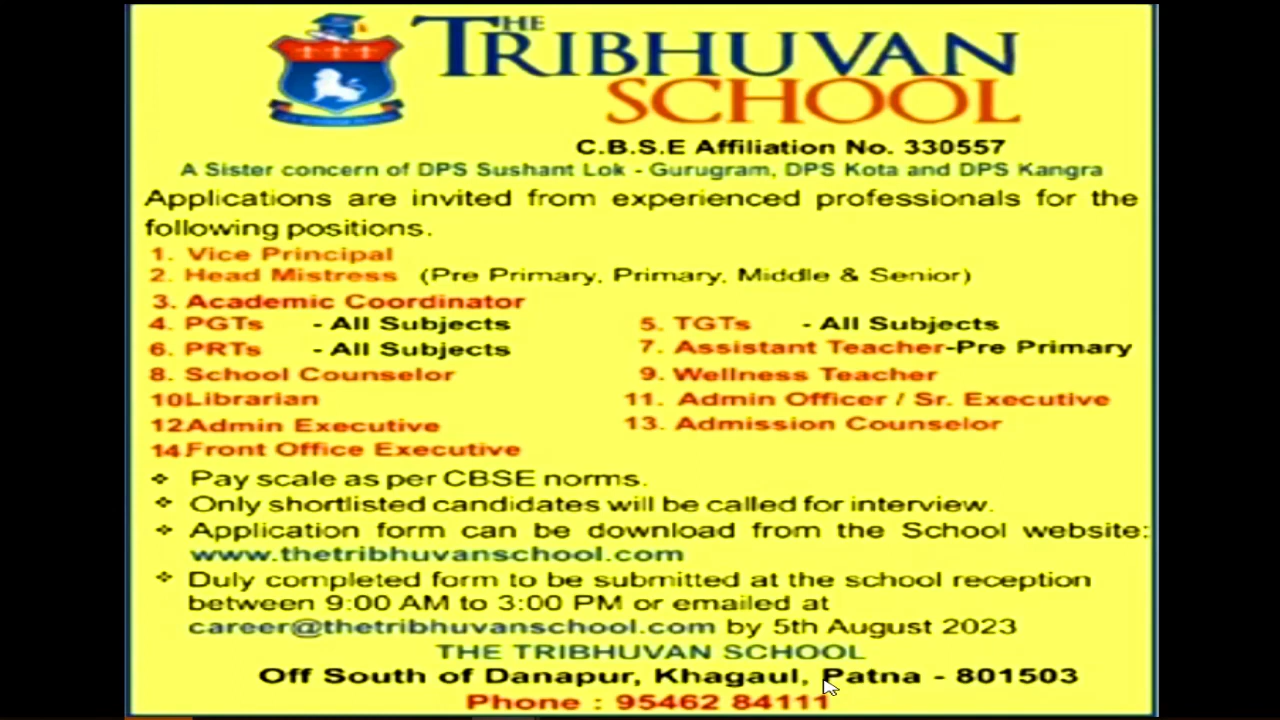 THE
TRIBHUVAN
SCHOOL
C.B.S.E Affiliation No. 330557
A Sister concern of DPS Sushant Lok - Gurugram, DPS Kota and DPS Kangra
Applications are invited from experienced professionals for the
following positions.
1. Vice Principal
2. Head Mistress (Pre Primary, Primary, Middle & Senior)
3. Academic Coordinator
4. PGTs - All Subjects 5. TGTs - All Subjects
6. PRTs - All Subjects 7. Assistant Teacher-Pre Primary
8. School Counselor 9. Wellness Teacher
10Librarian 11. Admin Officer / Sr. Executive
12Admin Executive 13. Admission Counselor
14.Front Office Executive
❖ Pay scale as per CBSE norms.
❖ Only shortlisted candidates will be called for interview.
❖ Application form can be download from the School website:
www.thetribhuvanschool.com
❖ Duly completed form to be submitted at the school reception
between 9:00 AM to 3:00 PM or emailed at
career@thetribhuvanschool.com by 5th August 2023
THE TRIBHUVAN SCHOOL
Off South of Danapur, Khagaul, Patna - 801503
Phone : 95462 84111